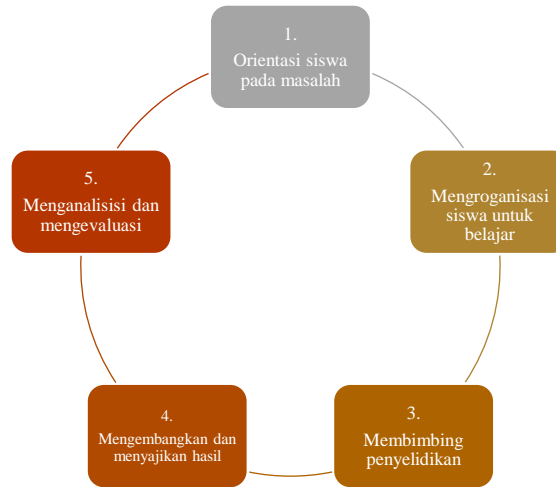 1.
Orientasi siswa
pada masalah
2.
Mengroganisasi
siswa untuk
belajar
3.
Membimbing
penyelidikan
4.
Mengembangkan dan
menyajikan hasil
5.
Menganalisisi dan
mengevaluasi